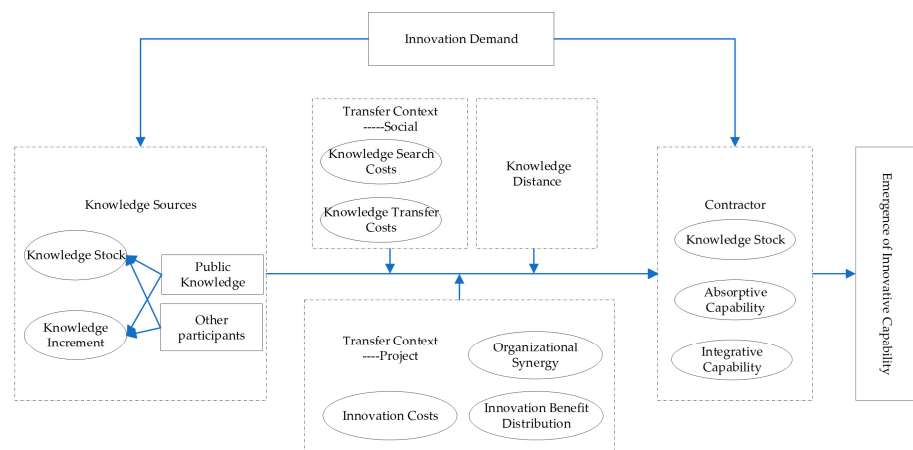 Innovation Demand
Transfer Context
-----Social
Knowledge Search
Costs
Knowledge Transfer
Costs
Knowledge
Distance
Knowledge Sources
Knowledge Stock
Public
Knowledge
Knowledge
Increment
Other
participants
Transfer Context
----Project
Organizational
Synergy
Innovation Costs
Innovation Benefit
Distribution
Contractor
Knowledge Stock
Absorptive
Capability
Integrative
Capability
Emergence of Innovative Capability